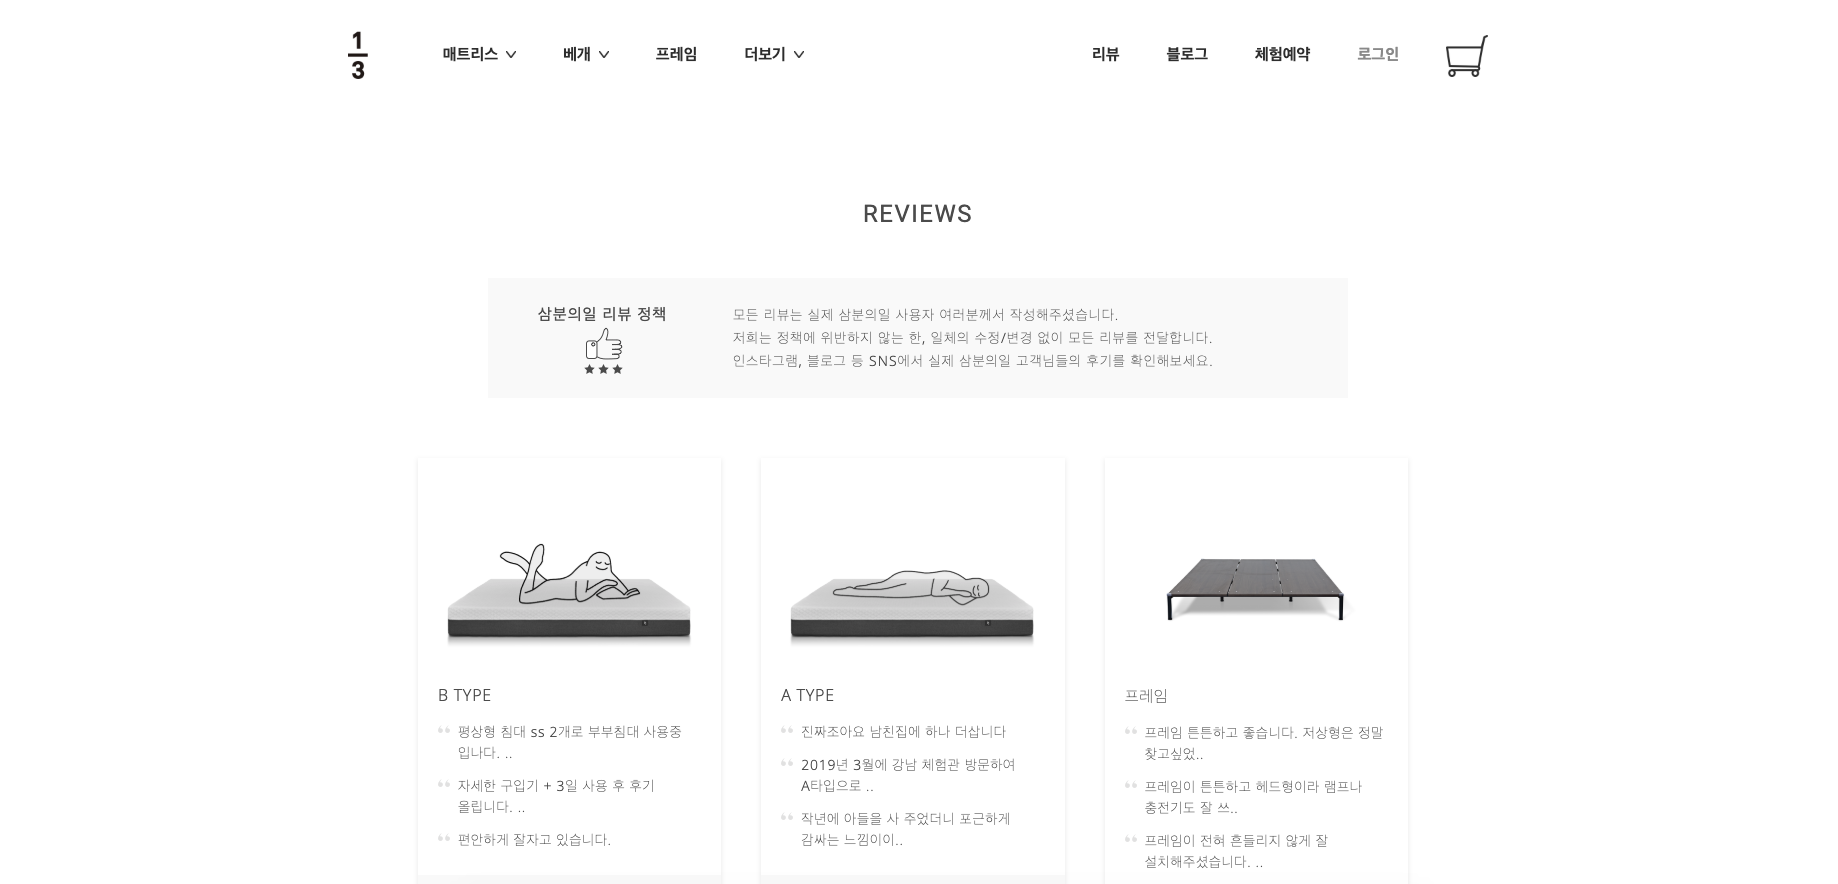 1
3
매트리스
베개
프레임
더보기
리뷰
블로그
체험예약
로그인
REVIEWS
삼분의일 리뷰 정책
모든 리뷰는 실제 삼분의일 사용자 여러분께서 작성해주셨습니다.
저희는 정책에 위반하지 않는 한, 일체의 수정/변경 없이 모든 리뷰를 전달합니다.
인스타그램, 블로그 등 SNS에서 실제 삼분의일 고객님들의 후기를 확인해보세요.
B TYPE
“ 평상형 침대 ss 2개로 부부침대 사용중
입나다. ..
“ 자세한 구입기 + 3일 사용 후 후기
올립니다. ..
“ 편안하게 잘자고 있습니다.
A TYPE
“ 진짜조아요 남친집에 하나 더삽니다
“ 2019년 3월에 강남 체험관 방문하여
A타입으로 ..
“ 작년에 아들을 사 주었더니 포근하게
감싸는 느낌이이..
프레임
“ 프레임 튼튼하고 좋습니다. 저상형은 정말
찾고싶었..
“ 프레임이 튼튼하고 헤드형이라 램프나
충전기도 잘 쓰..
“ 프레임이 전혀 흔들리지 않게 잘
설치해주셨습니다. ..